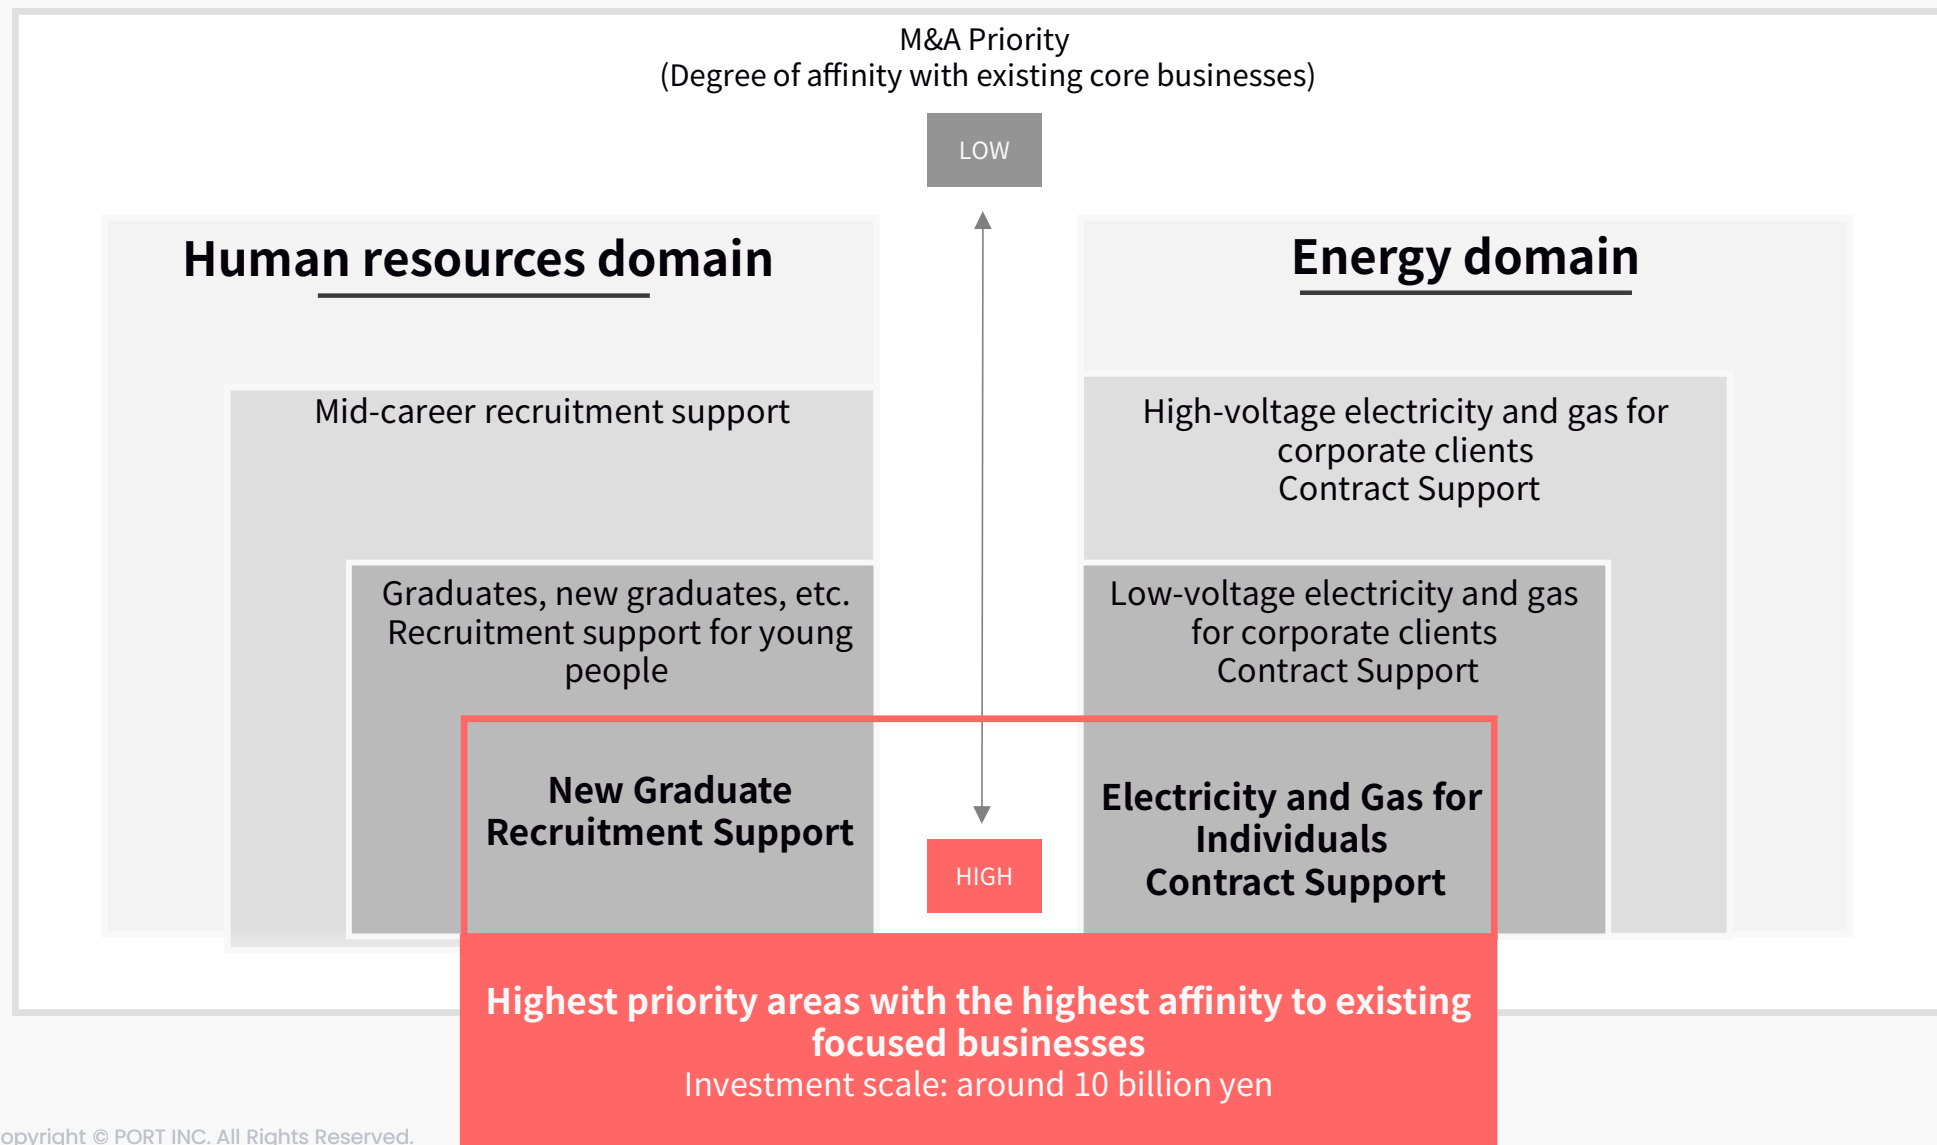 M&A Priority
(Degree of affinity with existing core businesses)
LOW
Human resources domain
Mid-career recruitment support
Graduates, new graduates, etc.
Recruitment support for young
people
New Graduate
Recruitment Support
Energy domain
High-voltage electricity and gas for
corporate clients
Contract Support
Low-voltage electricity and gas
for corporate clients
Contract Support
Electricity and Gas for
Individuals
Contract Support
HIGH
Highest priority areas with the highest affinity to existing
focused businesses
Investment scale: around 10 billion yen
opyright © PORT INC. All Rights Reserved.